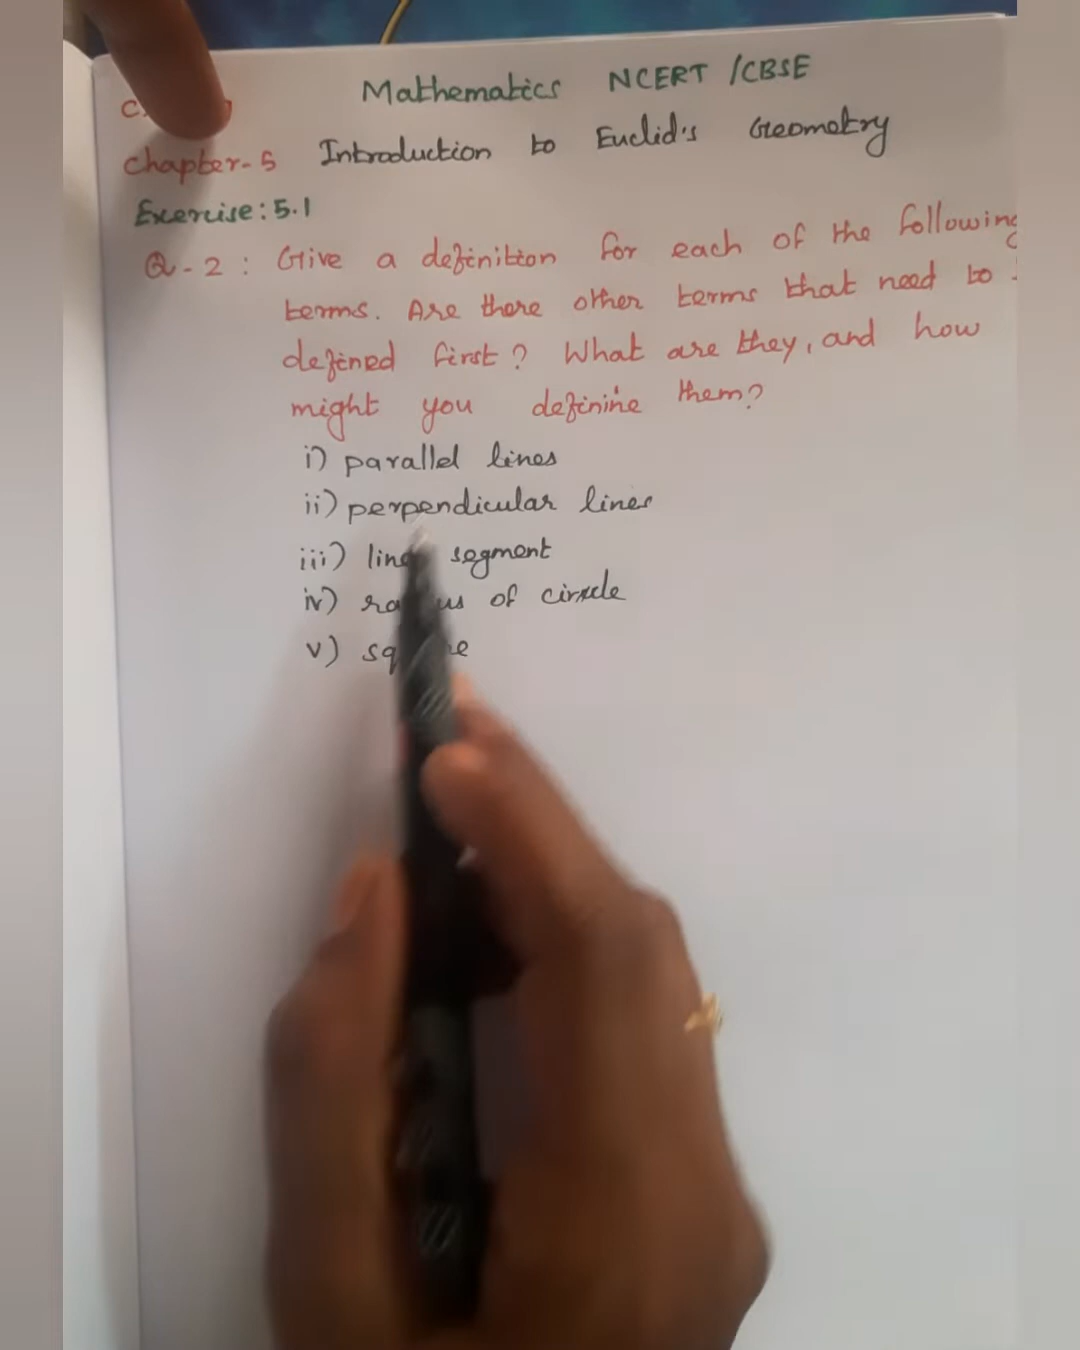 Mathematics NCERT /CBSE
Chapter-5 Introduction to Euclid's Geometry
Exercise: 5.1
Q-2: Give a definition for each of the following
terms. Are there other terms that need to
defined first? What are they, and how
might you definine them?
i) parallel lines
ii) perpendicular lines
iii) line segment
iv) of circle
v)